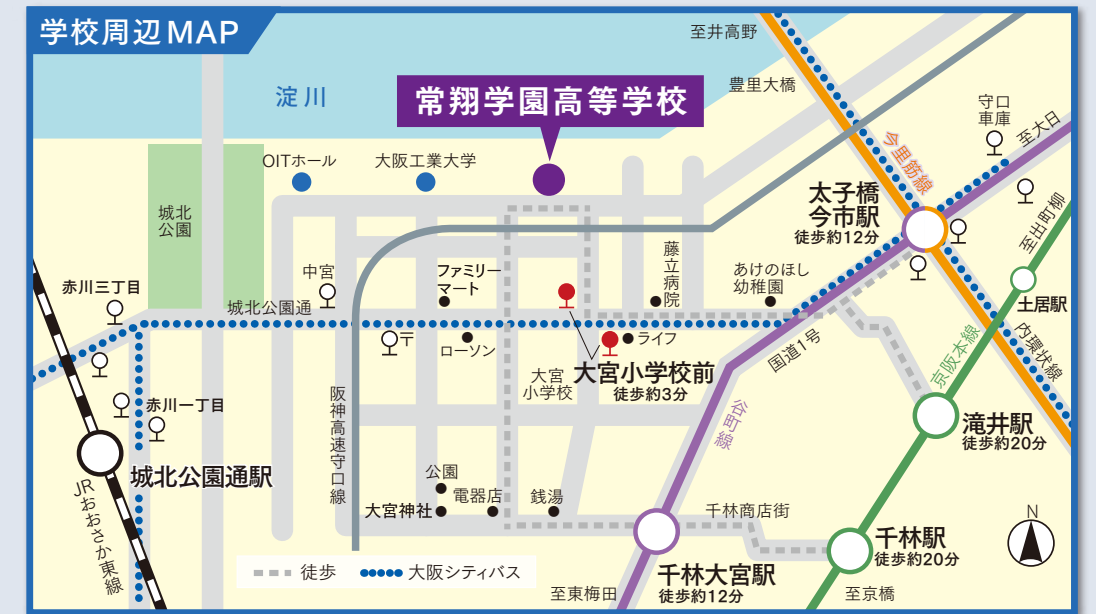 学校周辺MAP
淀川
常翔学園高等学校
至井高野
豊里大橋
守口
車庫
至大日
今里筋線
OITホール
大阪工業大学
太子橋
今市駅
徒歩約12分
至出町柳
城北
公園
赤川三丁目
中宮
城北公園通
ファミリー
マート
藤立病院
あけのほし
幼稚園
土居駅
〒
ローソン
ライフ
国道1号
内環状線
京阪本線
大宮
小学校
大宮小学校前
徒歩約3分
赤川一丁目
阪神高速守口線
谷町線
滝井駅
徒歩約20分
城北公園通駅
JRおおさか東線
公園
電器店
銭湯
大宮神社
千林商店街
N
千林駅
徒歩約20分
千林大宮駅
徒歩約12分
徒歩
大阪シティバス
至東梅田
至京橋